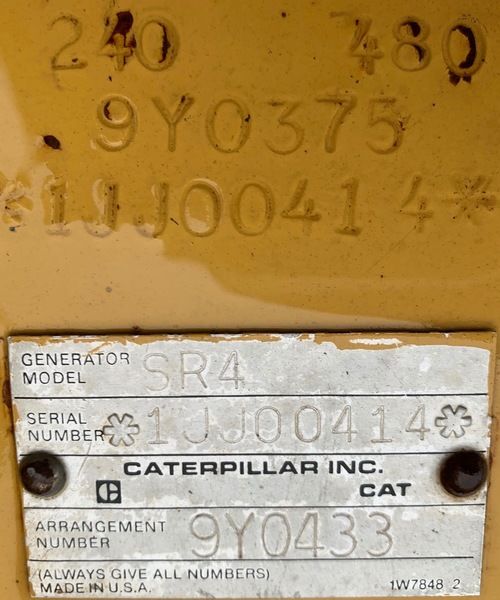 240 480
9Y0375
*1JJ00414*
GENERATOR MODEL SR4
SERIAL NUMBER *1JJ00414*
CATERPILLAR INC.
C CAT
ARRANGEMENT NUMBER 9Y0433
(ALWAYS GIVE ALL NUMBERS)
MADE IN U.S.A. 1W7848 2